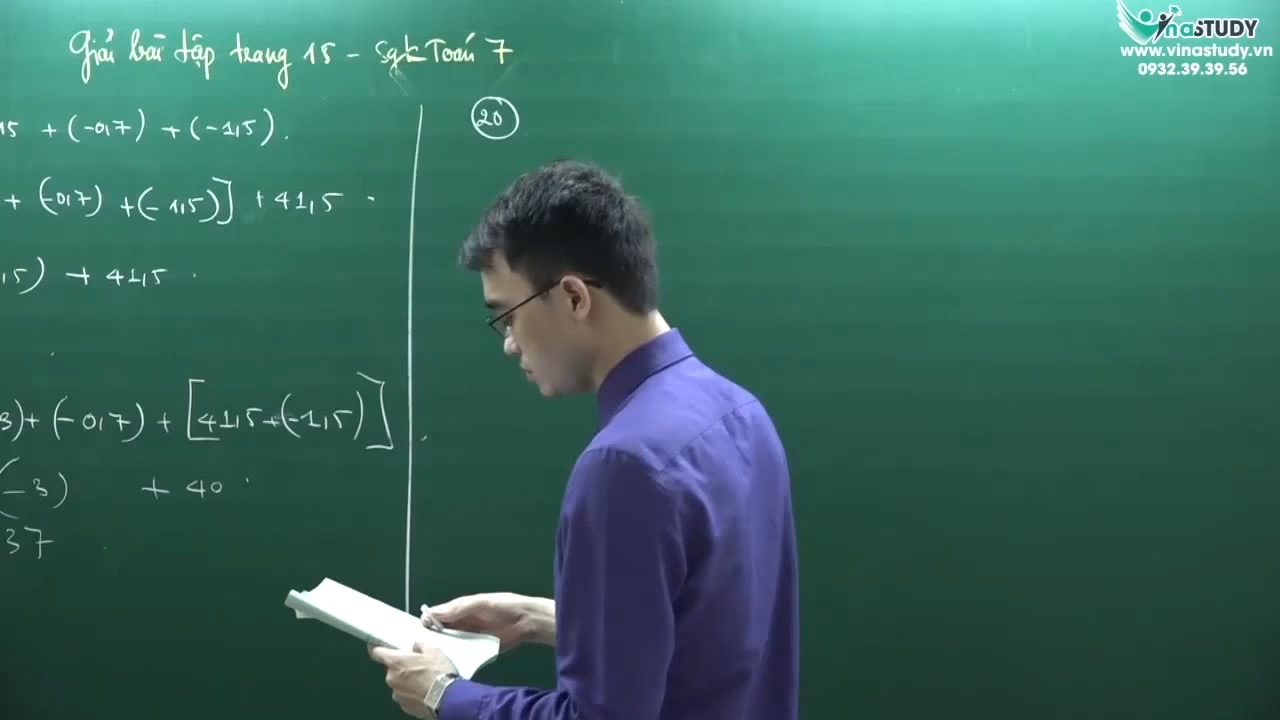 Giải bài tập trang 15 - Sgk Toán 7
VinaSTUDY
www.vinastudy.vn
0932.39.39.56
15 + (-0,7) + (-1,5).
+ (-0,7) + (-1,5)] + 41,5
,5) + 41,5
3) + (-0,7) + [41,5 + (-1,5)]
(-3) + 40
37
20